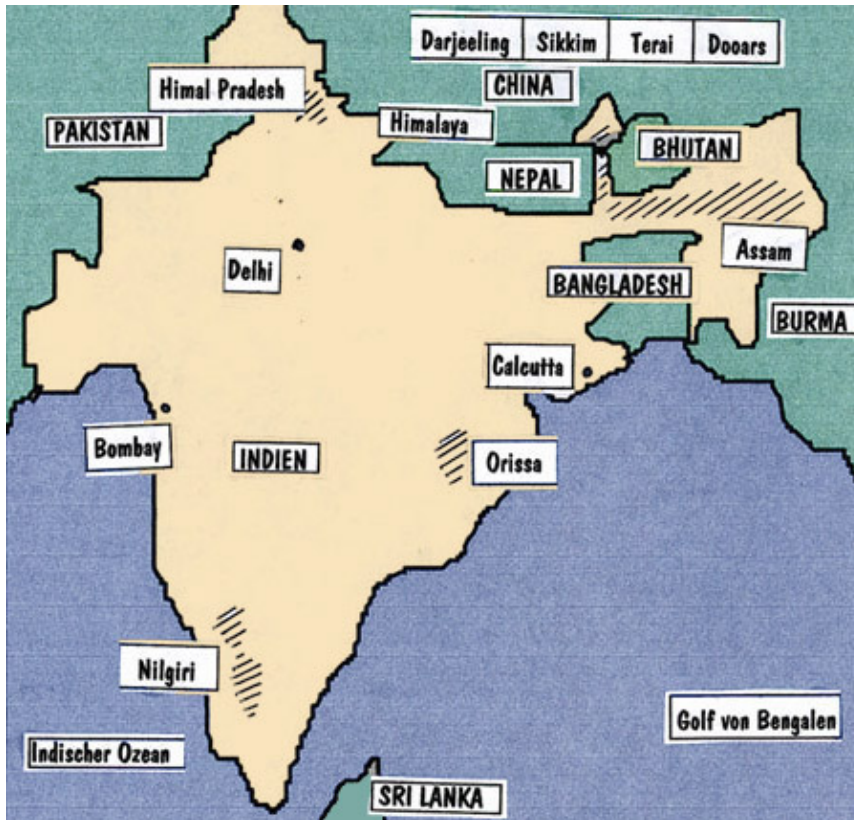 Darjeeling Sikkim Terai Dooars
Himal Pradesh
CHINA
PAKISTAN
Himalaya
BHUTAN
NEPAL
Assam
Delhi
BANGLADESH
BURMA
Calcutta
Bombay
INDIEN
Orissa
Nilgiri
Golf von Bengalen
Indischer Ozean
SRI LANKA